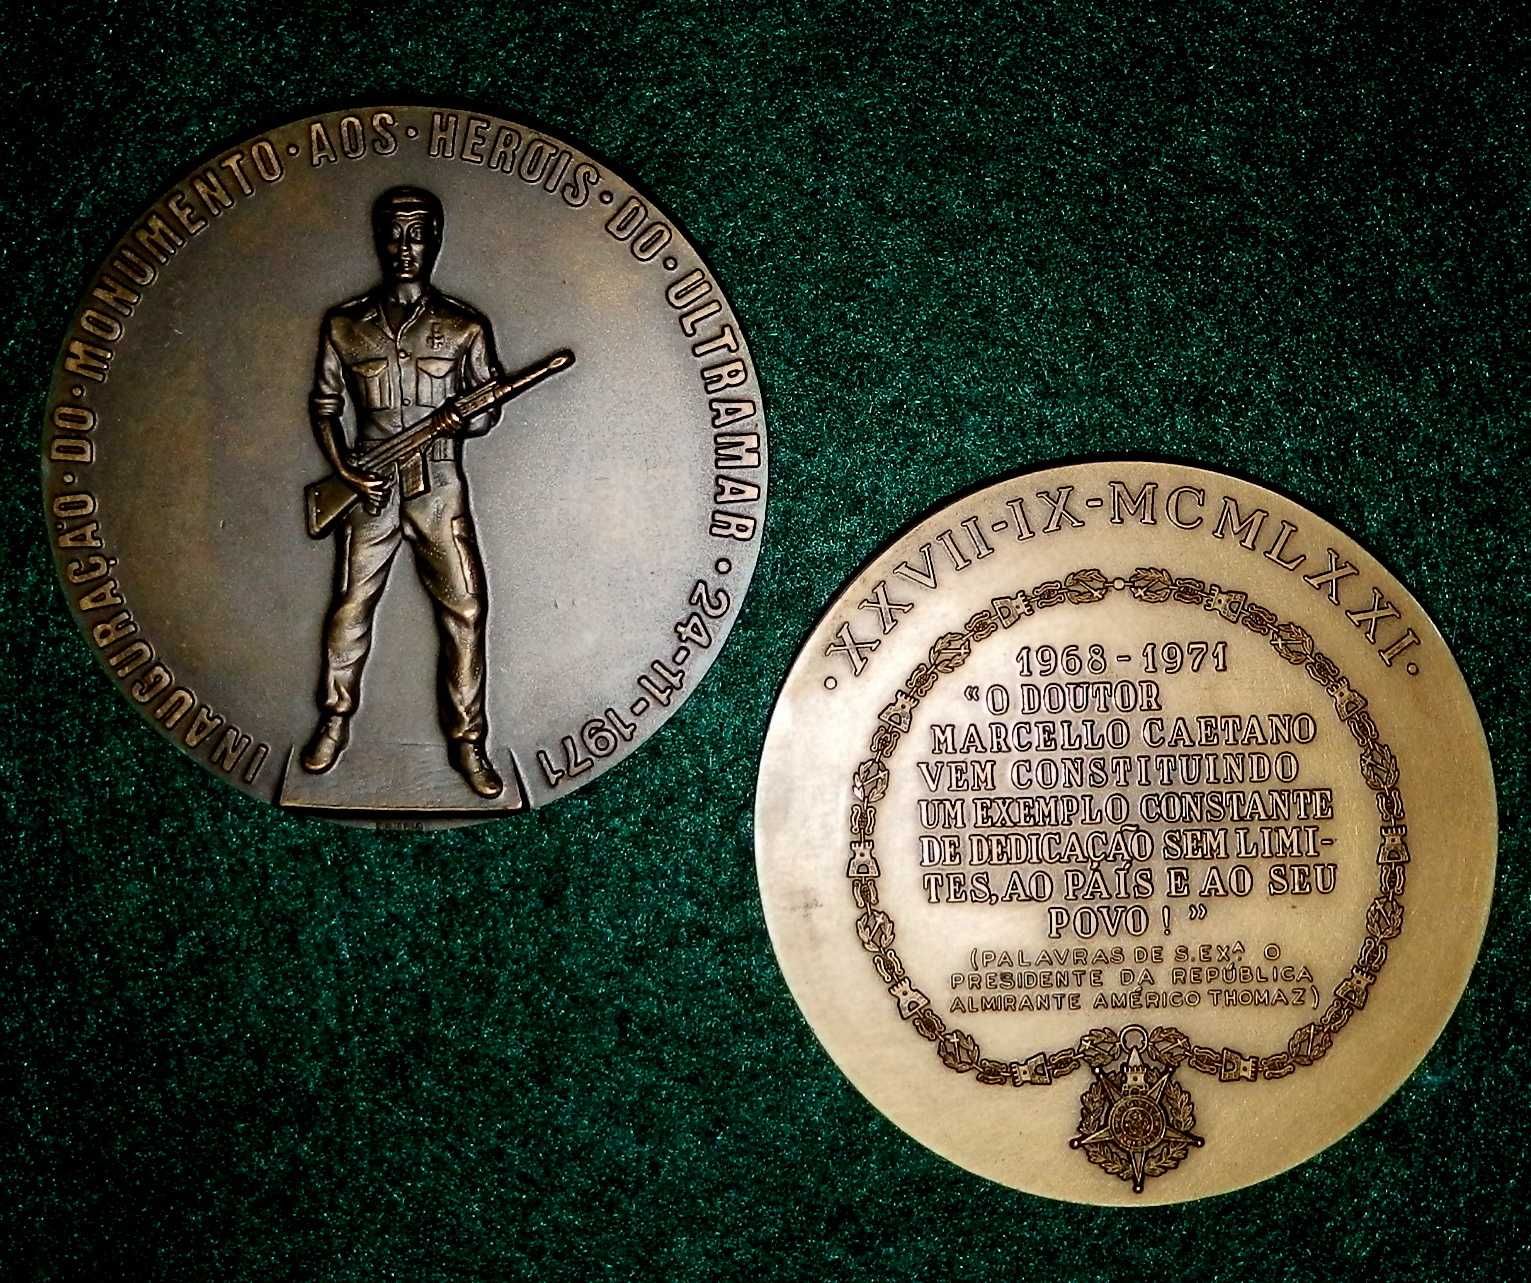 INAUGURAÇÃO · DO · MONUMENTO · AOS · HERÓIS · DO · ULTRAMAR · 24-11-1971
· XXVII-IX-MCMLXXI ·
1968 - 1971
“O DOUTOR
MARCELLO CAETANO
VEM CONSTITUINDO
UM EXEMPLO CONSTANTE
DE DEDICAÇÃO SEM LIMI-
TES, AO PAÍS E AO SEU
POVO ! ”
(PALAVRAS DE S. EXª. O
PRESIDENTE DA REPÚBLICA
ALMIRANTE AMÉRICO THOMAZ)